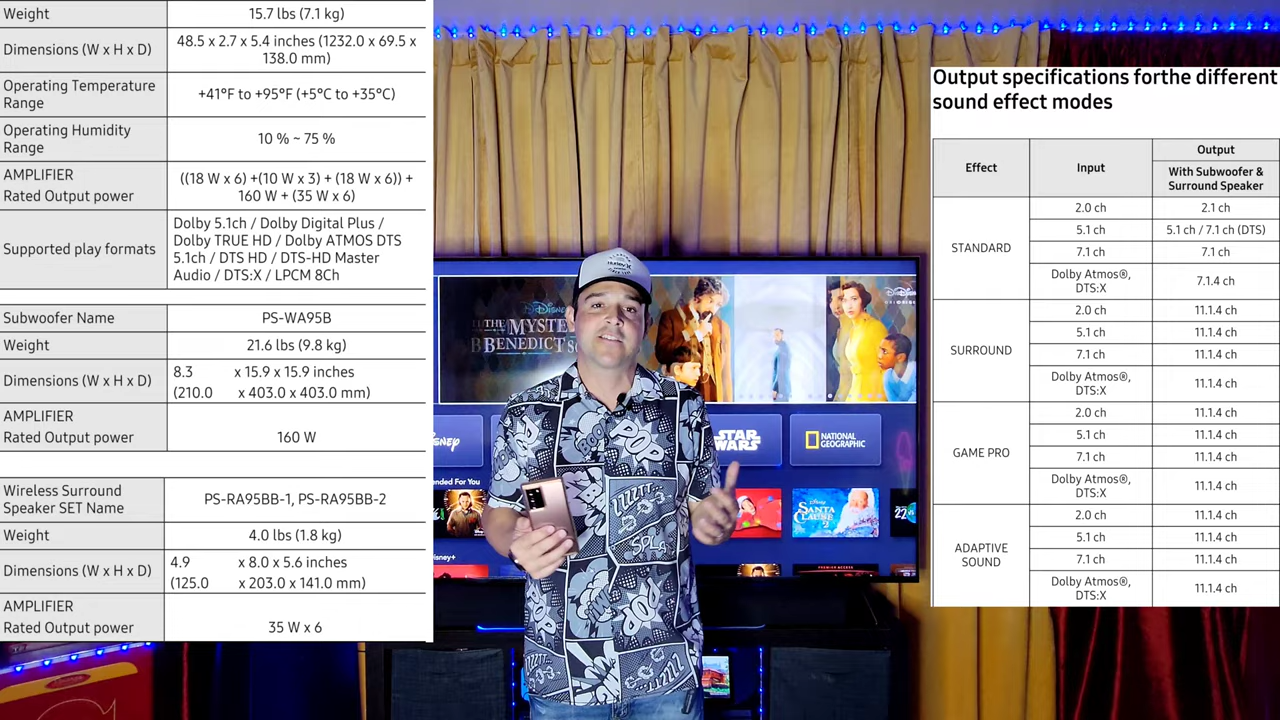 Weight 15.7 lbs (7.1 kg)
Dimensions (W x H x D) 48.5 x 2.7 x 5.4 inches (1232.0 x 69.5 x
138.0 mm)
Operating Temperature
Range
+41°F to +95°F (+5°C to +35°C)
Operating Humidity
Range
10 % ~ 75 %
AMPLIFIER
Rated Output power
((18 W x 6) +(10 W x 3) + (18 W x 6)) +
160 W + (35 W x 6)
Supported play formats
Dolby 5.1ch / Dolby Digital Plus /
Dolby TRUE HD / Dolby ATMOS DTS
5.1ch / DTS HD / DTS-HD Master
Audio / DTS:X / LPCM 8Ch
Subwoofer Name PS-WA95B
Weight 21.6 lbs (9.8 kg)
Dimensions (W x H x D)
8.3 x 15.9 x 15.9 inches
(210.0 x 403.0 x 403.0 mm)
AMPLIFIER
Rated Output power
160 W
Wireless Surround
Speaker SET Name
PS-RA95BB-1, PS-RA95BB-2
Weight 4.0 lbs (1.8 kg)
Dimensions (W x H x D)
4.9 x 8.0 x 5.6 inches
(125.0 x 203.0 x 141.0 mm)
AMPLIFIER
Rated Output power
35 W x 6
Disney
THE MYSTE
BENEDICT
STAR
WARS
NATIONAL
GEOGRAPHIC
ended For You
SANTA
CLAUSE
22
POP
POP
BOOM
ZZZZT...
SPL
Output specifications forthe different
sound effect modes
Effect Input Output
With Subwoofer &
Surround Speaker
STANDARD
2.0 ch 2.1 ch
5.1 ch 5.1 ch / 7.1 ch (DTS)
7.1 ch 7.1 ch
Dolby Atmos®,
DTS:X
7.1.4 ch
SURROUND
2.0 ch 11.1.4 ch
5.1 ch 11.1.4 ch
7.1 ch 11.1.4 ch
Dolby Atmos®,
DTS:X
11.1.4 ch
GAME PRO
2.0 ch 11.1.4 ch
5.1 ch 11.1.4 ch
7.1 ch 11.1.4 ch
Dolby Atmos®,
DTS:X
11.1.4 ch
ADAPTIVE
SOUND
2.0 ch 11.1.4 ch
5.1 ch 11.1.4 ch
7.1 ch 11.1.4 ch
Dolby Atmos®,
DTS:X
11.1.4 ch